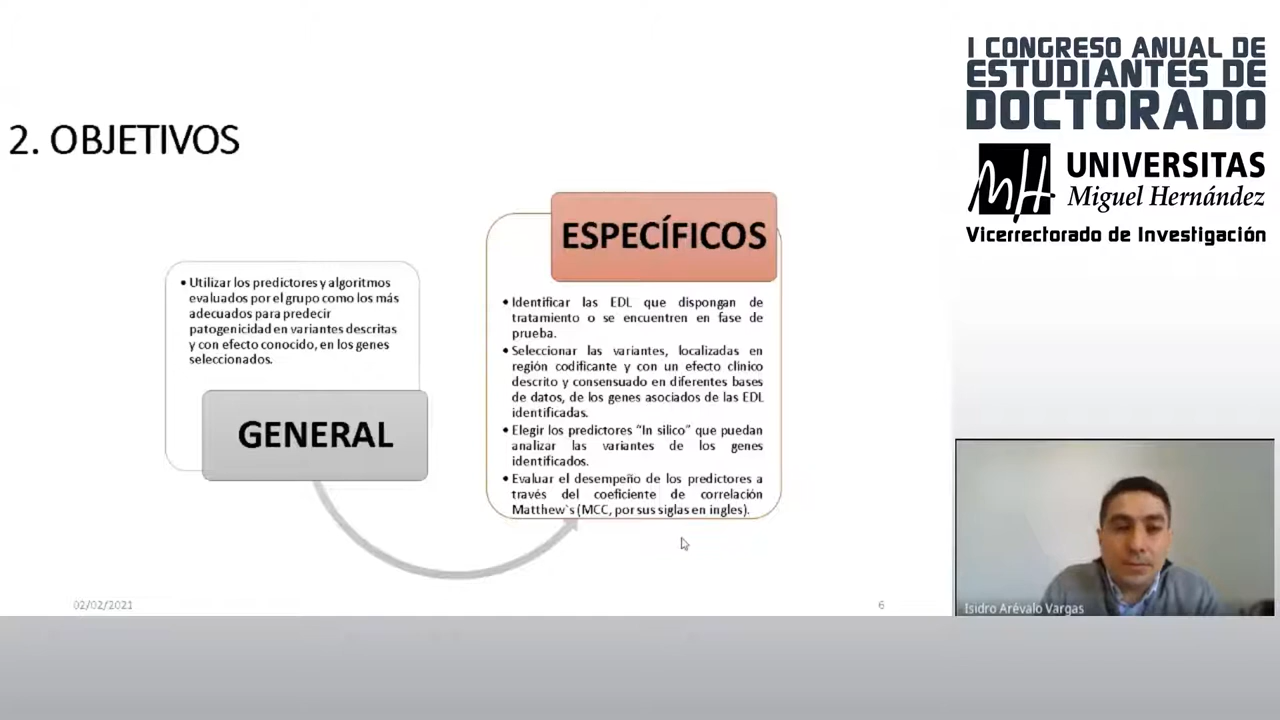 2. OBJETIVOS
• Utilizar los predictores y algoritmos
evaluados por el grupo como los más
adecuados para predecir
patogenicidad en variantes descritas
y con efecto conocido, en los genes
seleccionados.
GENERAL
ESPECÍFICOS
• Identificar las EDL que dispongan de
tratamiento o se encuentren en fase de
prueba.
• Seleccionar las variantes, localizadas en
región codificante y con un efecto clínico
descrito y consensuado en diferentes bases
de datos, de los genes asociados de las EDL
identificadas.
• Elegir los predictores "In silico" que puedan
analizar las variantes de los genes
identificados.
• Evaluar el desempeño de los predictores a
través del coeficiente de correlación
Matthew`s (MCC, por sus siglas en ingles).
02/02/2021
6
I CONGRESO ANUAL DE
ESTUDIANTES DE
DOCTORADO
UNIVERSITAS
Miguel Hernández
Vicerrectorado de Investigación
Isidro Arévalo Vargas